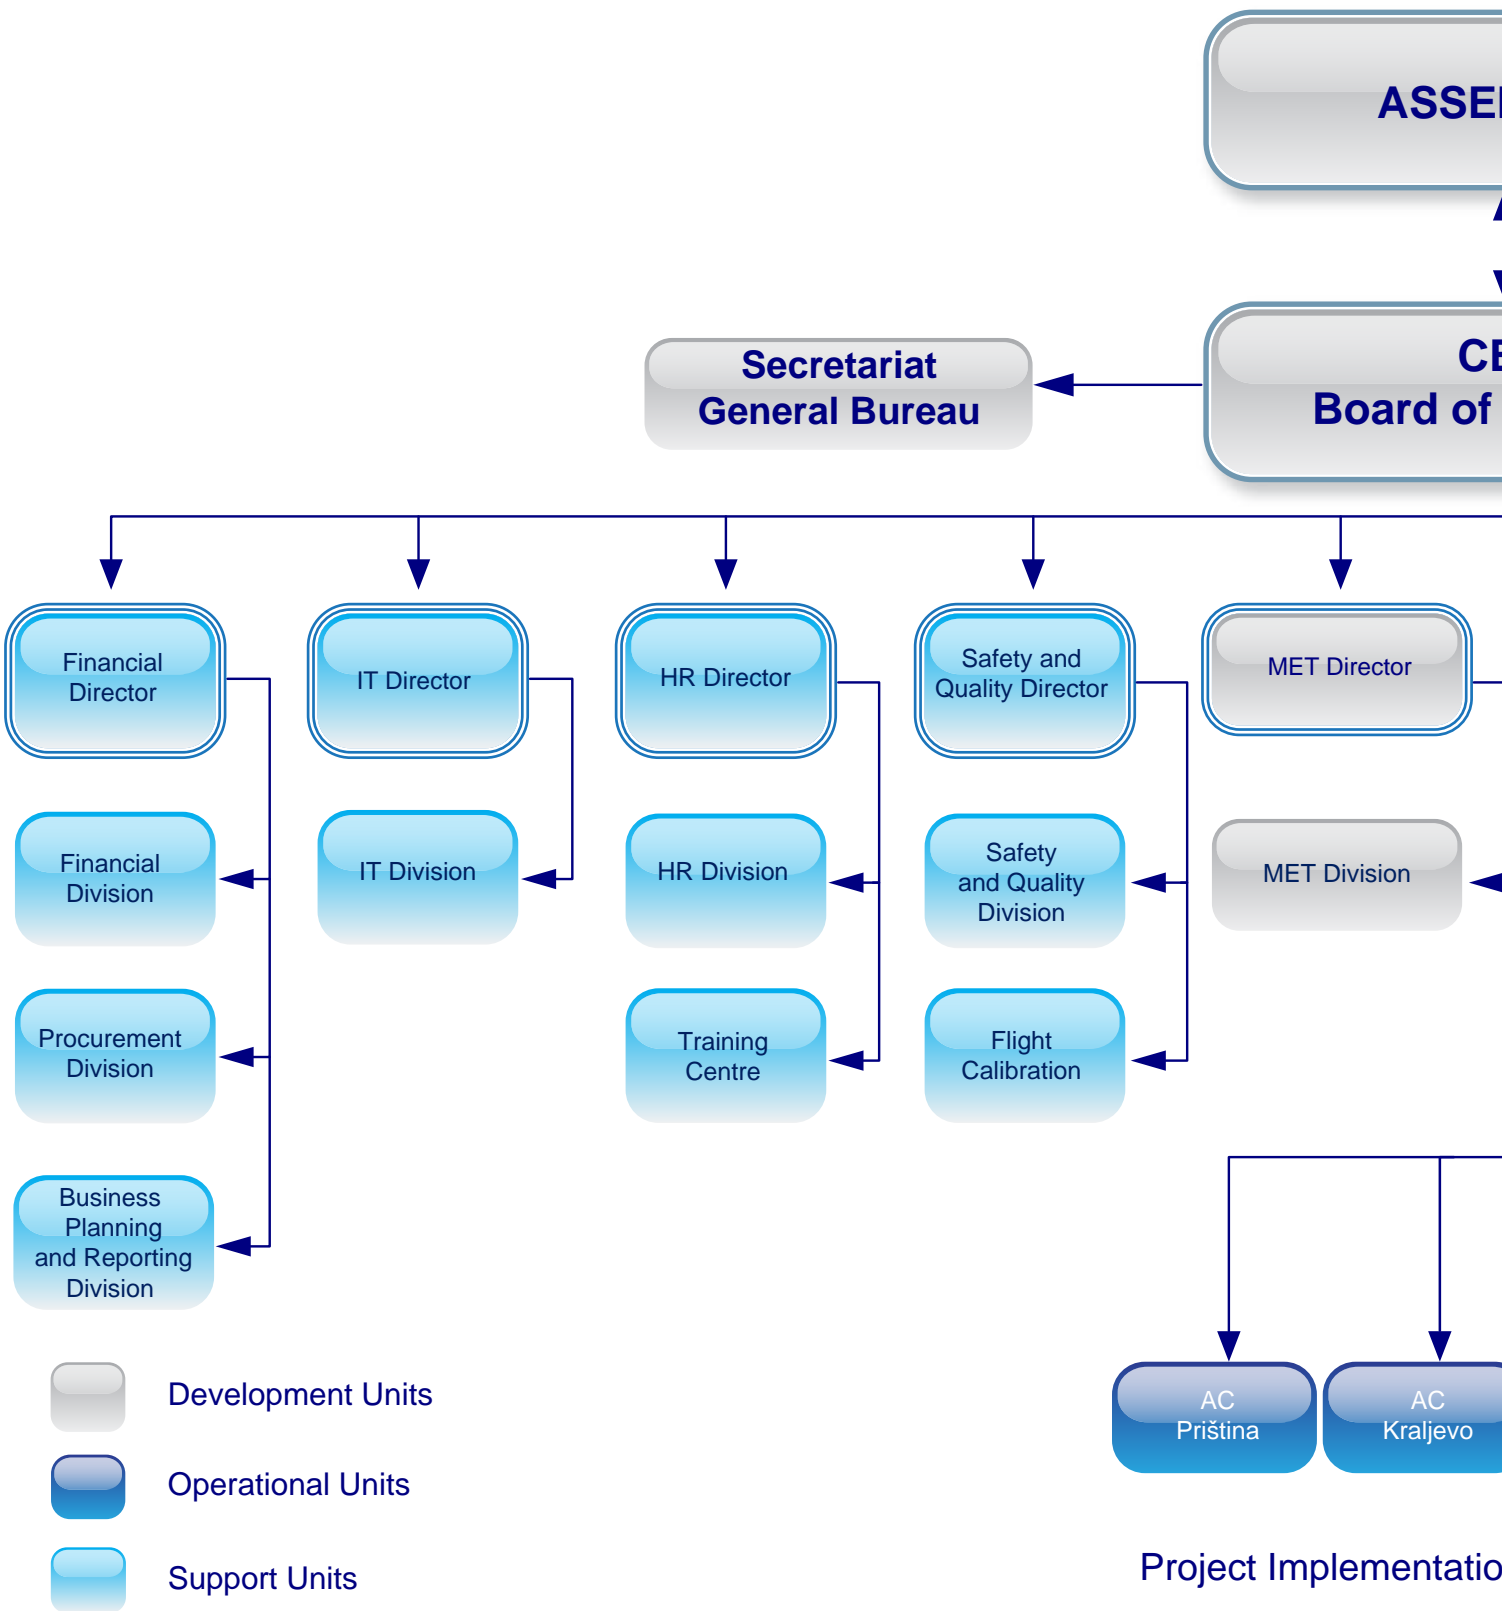 ASSE
CE
Board of
Secretariat
General Bureau
Financial
Director
IT Director
HR Director
Safety and
Quality Director
MET Director
Financial
Division
IT Division
HR Division
Safety
and Quality
Division
MET Division
Procurement
Division
Training
Centre
Flight
Calibration
Business
Planning
and Reporting
Division
AC
Priština
AC
Kraljevo
Development Units
Operational Units
Support Units
Project Implementatio